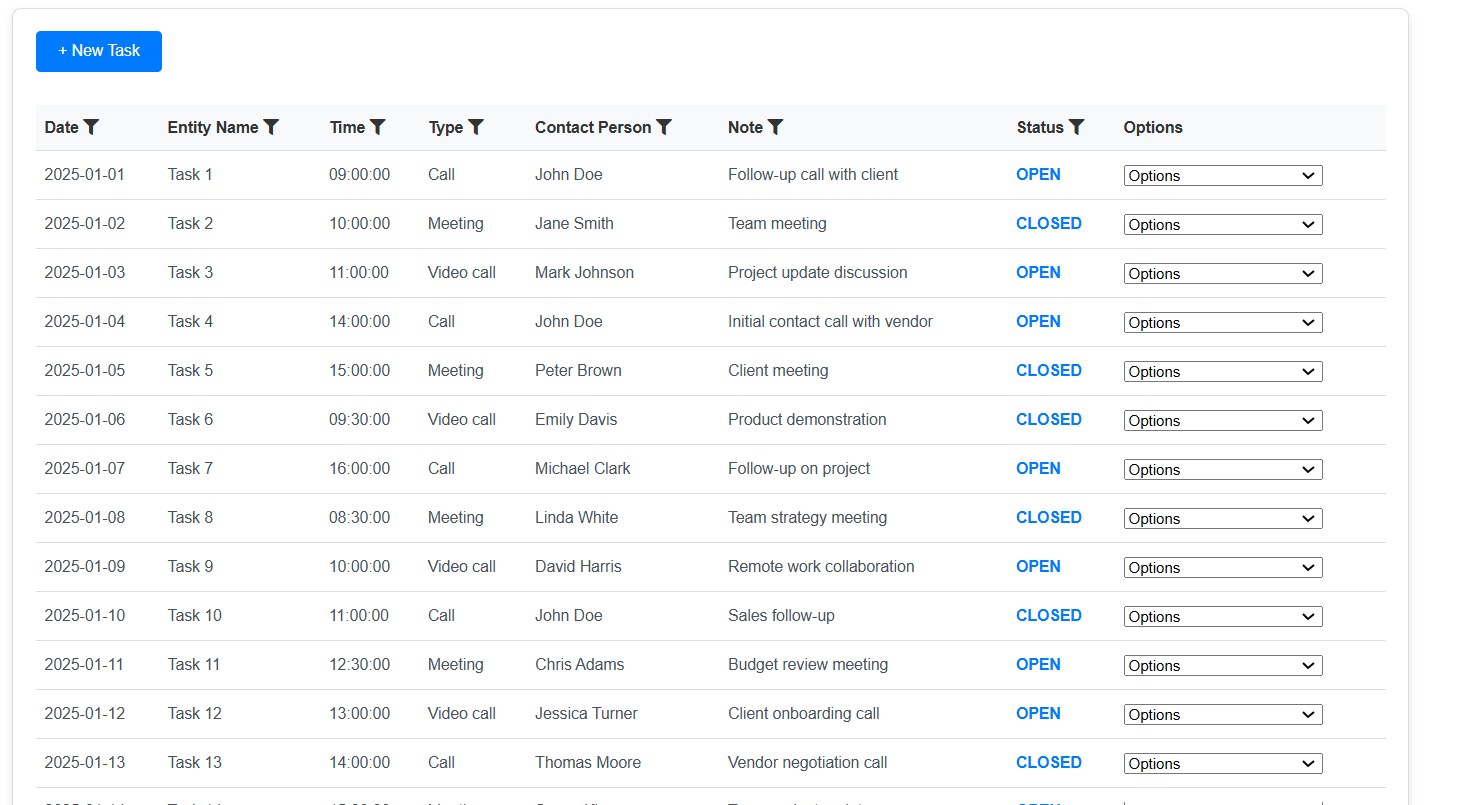 + New Task
Date Entity Name Time Type Contact Person Note Status Options
2025-01-01 Task 1 09:00:00 Call John Doe Follow-up call with client OPEN Options
2025-01-02 Task 2 10:00:00 Meeting Jane Smith Team meeting CLOSED Options
2025-01-03 Task 3 11:00:00 Video call Mark Johnson Project update discussion OPEN Options
2025-01-04 Task 4 14:00:00 Call John Doe Initial contact call with vendor OPEN Options
2025-01-05 Task 5 15:00:00 Meeting Peter Brown Client meeting CLOSED Options
2025-01-06 Task 6 09:30:00 Video call Emily Davis Product demonstration CLOSED Options
2025-01-07 Task 7 16:00:00 Call Michael Clark Follow-up on project OPEN Options
2025-01-08 Task 8 08:30:00 Meeting Linda White Team strategy meeting CLOSED Options
2025-01-09 Task 9 10:00:00 Video call David Harris Remote work collaboration OPEN Options
2025-01-10 Task 10 11:00:00 Call John Doe Sales follow-up CLOSED Options
2025-01-11 Task 11 12:30:00 Meeting Chris Adams Budget review meeting OPEN Options
2025-01-12 Task 12 13:00:00 Video call Jessica Turner Client onboarding call OPEN Options
2025-01-13 Task 13 14:00:00 Call Thomas Moore Vendor negotiation call CLOSED Options